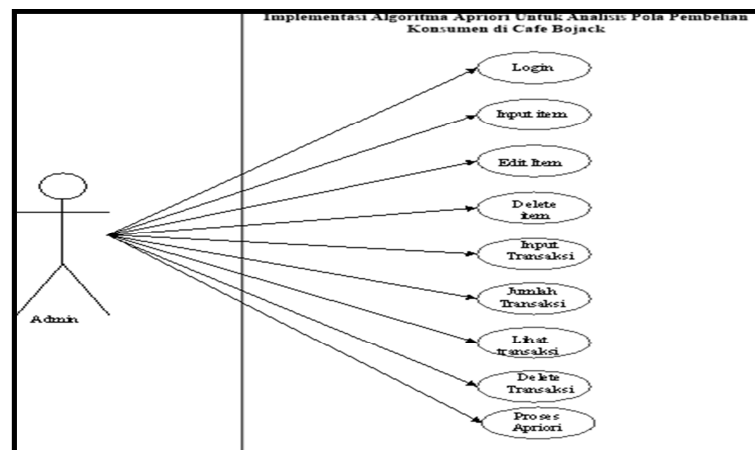 Implementasi Algoritma Apriori Untuk Analisis Pola Pembelian
Konsumen di Cafe Bojack
Login
Input item
Edit Item
Delete
item
Input
Transaksi
Jumlah
Transaksi
Lihat
transaksi
Delete
Transaksi
Proses
Apriori
Admin